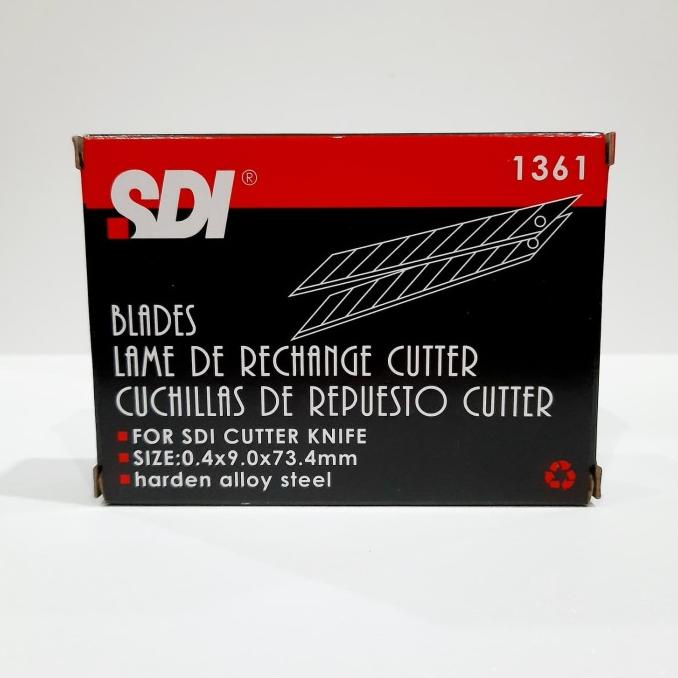 SDI®
1361
BLADES
LAME DE RECHANGE CUTTER
CUCHILLAS DE REPUESTO CUTTER
FOR SDI CUTTER KNIFE
SIZE:0.4x9.0x73.4mm
harden alloy steel